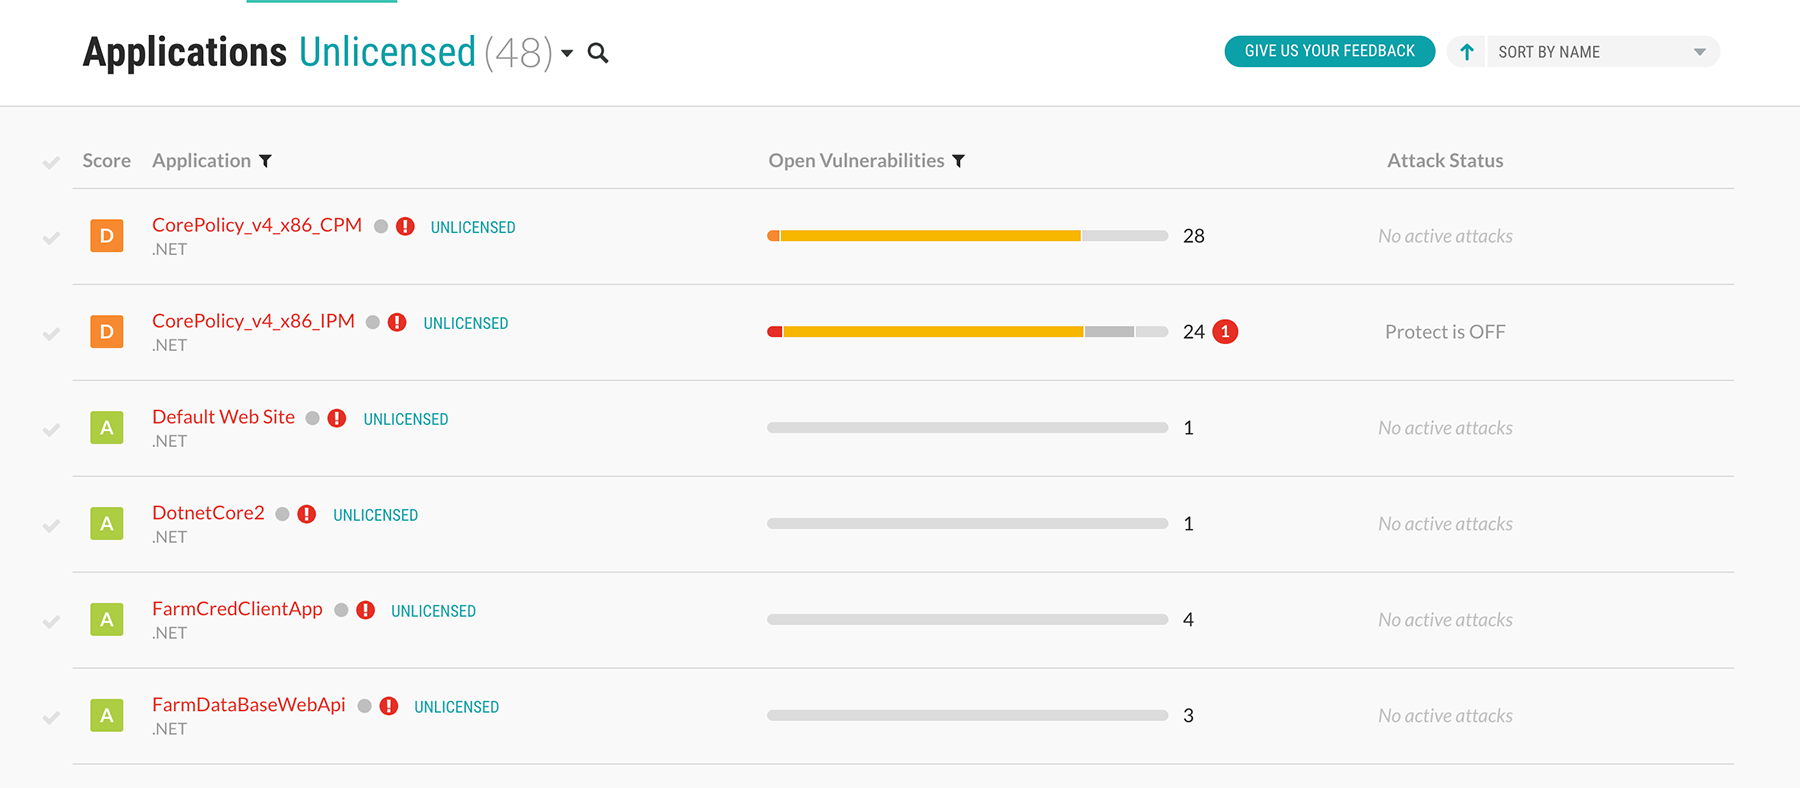 Applications Unlicensed (48)
GIVE US YOUR FEEDBACK
SORT BY NAME
Score Application Open Vulnerabilities Attack Status
D CorePolicy_v4_x86_CPM ! UNLICENSED 28 No active attacks
.NET
D CorePolicy_v4_x86_IPM ! UNLICENSED 24 1 Protect is OFF
.NET
A Default Web Site ! UNLICENSED 1 No active attacks
.NET
A DotnetCore2 ! UNLICENSED 1 No active attacks
.NET
A FarmCredClientApp ! UNLICENSED 4 No active attacks
.NET
A FarmDataBaseWebApi ! UNLICENSED 3 No active attacks
.NET